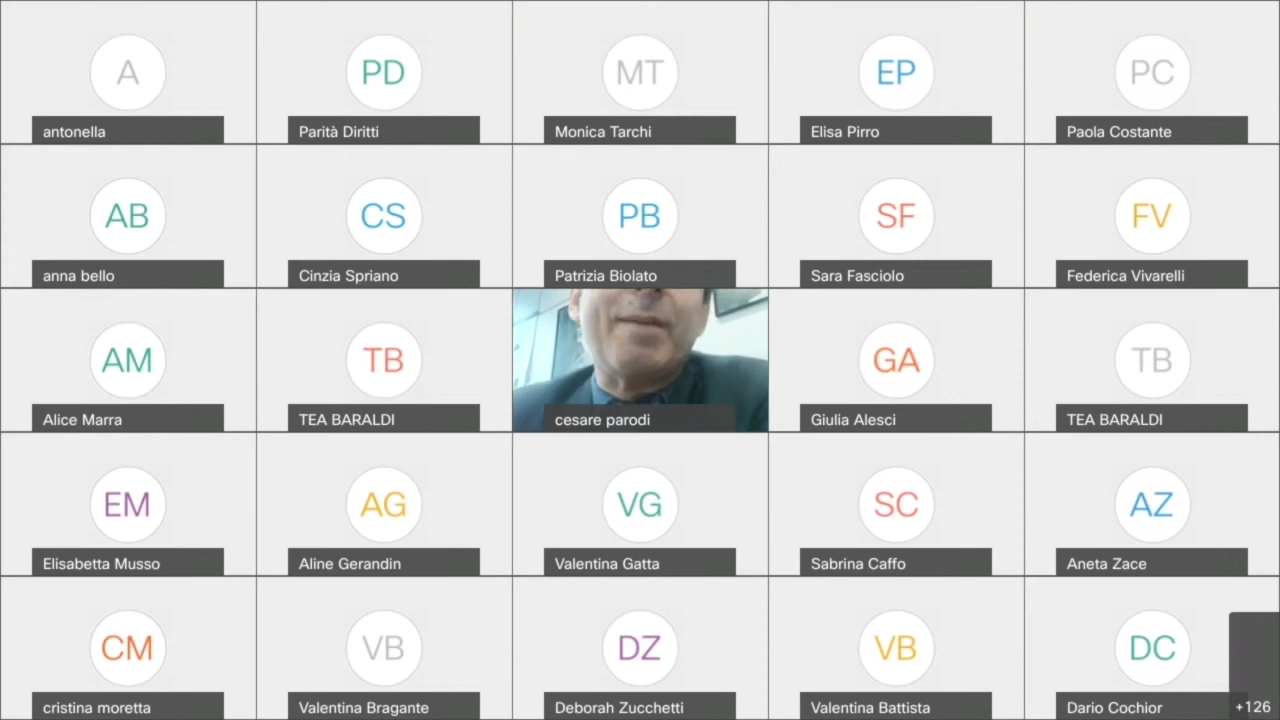 A
antonella
PD
Parità Diritti
MT
Monica Tarchi
EP
Elisa Pirro
PC
Paola Costante
AB
anna bello
CS
Cinzia Spriano
PB
Patrizia Biolato
SF
Sara Fasciolo
FV
Federica Vivarelli
AM
Alice Marra
TB
TEA BARALDI
cesare parodi
GA
Giulia Alesci
TB
TEA BARALDI
EM
Elisabetta Musso
AG
Aline Gerandin
VG
Valentina Gatta
SC
Sabrina Caffo
AZ
Aneta Zace
CM
cristina moretta
VB
Valentina Bragante
DZ
Deborah Zucchetti
VB
Valentina Battista
DC
Dario Cochior
+126